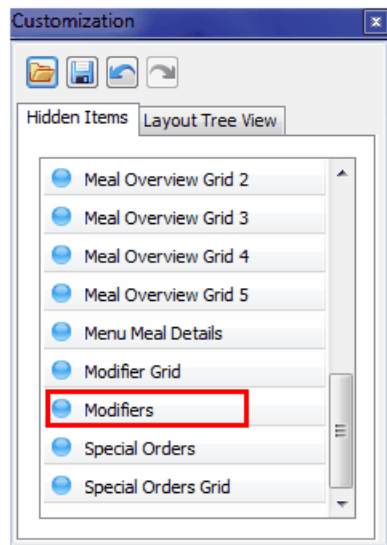 Customization
Hidden Items
Layout Tree View
Meal Overview Grid 2
Meal Overview Grid 3
Meal Overview Grid 4
Meal Overview Grid 5
Menu Meal Details
Modifier Grid
Modifiers
Special Orders
Special Orders Grid